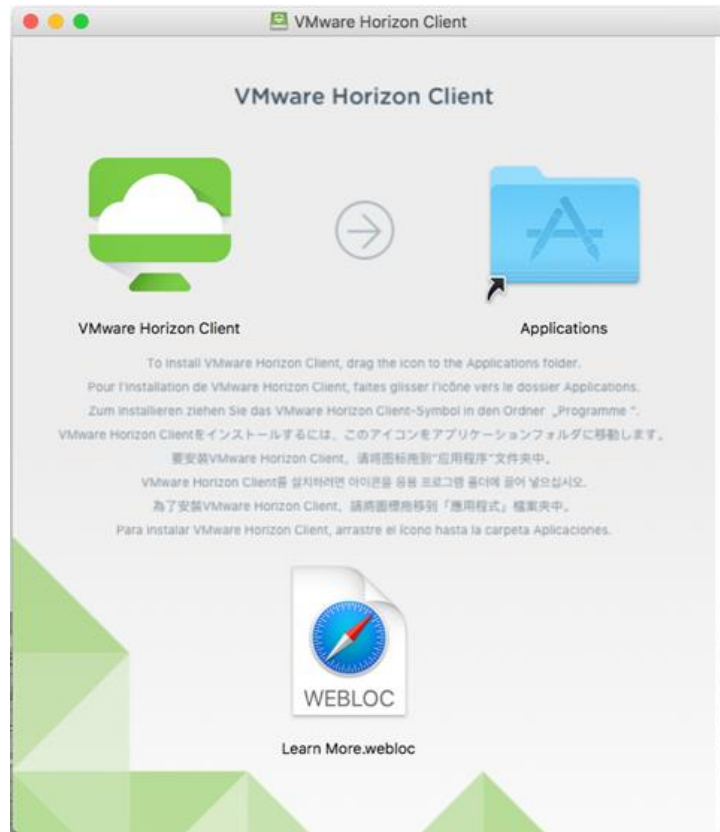 VMware Horizon Client
VMware Horizon Client
VMware Horizon Client
Applications
To install VMware Horizon Client, drag the icon to the Applications folder.
Pour l'installation de VMware Horizon Client, faites glisser l'icône vers le dossier Applications.
Zum Installieren ziehen Sie das VMware Horizon Client-Symbol in den Ordner „Programme “.
VMware Horizon Clientをインストールするには、このアイコンをアプリケーションフォルダに移動します。
要安装VMware Horizon Client，请将图标拖到“应用程序”文件夹中。
VMware Horizon Client를 설치하려면 아이콘을 응용 프로그램 폴더에 끌어 넣으십시오.
為了安裝VMware Horizon Client，請將圖標拖移到「應用程式」檔案夾中。
Para instalar VMware Horizon Client, arrastre el ícono hasta la carpeta Aplicaciones.
WEBLOC
Learn More.webloc